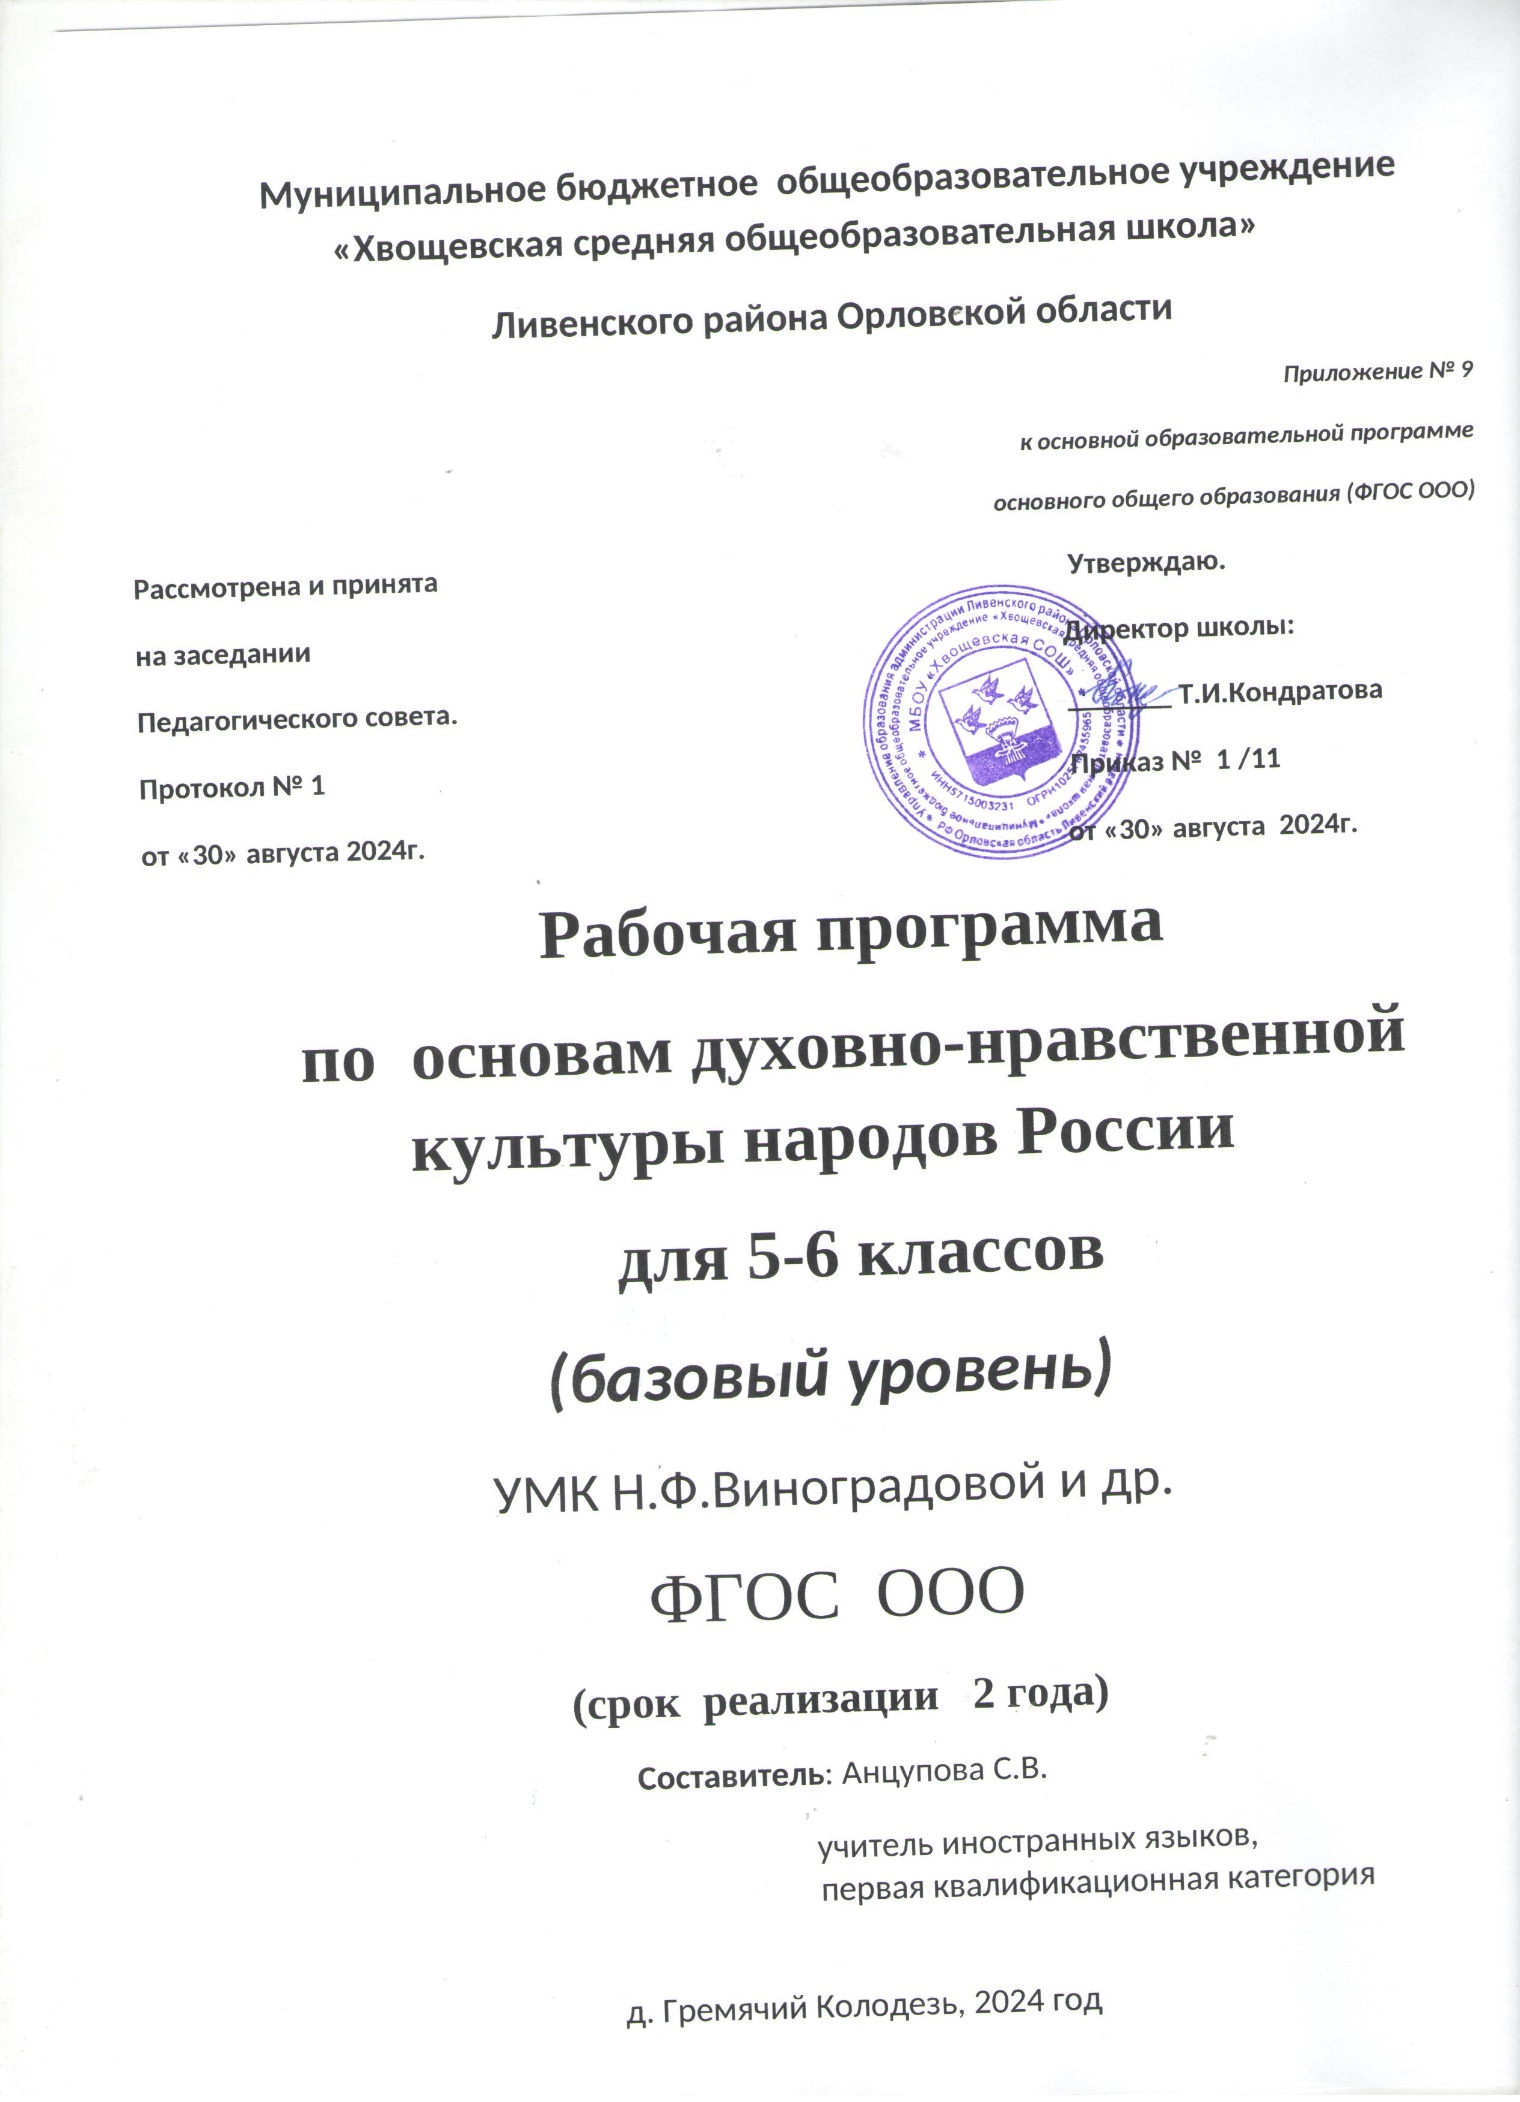 Муниципальное бюджетное общеобразовательное учреждение
«Хвощевская средняя общеобразовательная школа»
Ливенского района Орловской области
Приложение № 9
к основной образовательной программе
основного общего образования (ФГОС ООО)
Рассмотрена и принята
на заседании
Педагогического совета.
Протокол № 1
от «30» августа 2024г.
Утверждаю.
Директор школы:
Т.И.Кондратова
Приказ № 1 /11
от «30» августа 2024г.
МБОУ «Хвощевская СОШ»
ИНН5715003231
Рабочая программа
по основам духовно-нравственной
культуры народов России
для 5-6 классов
(базовый уровень)
УМК Н.Ф.Виноградовой и др.
ФГОС ООО
(срок реализации 2 года)
Составитель: Анцупова С.В.
учитель иностранных языков,
первая квалификационная категория
д. Гремячий Колодезь, 2024 год